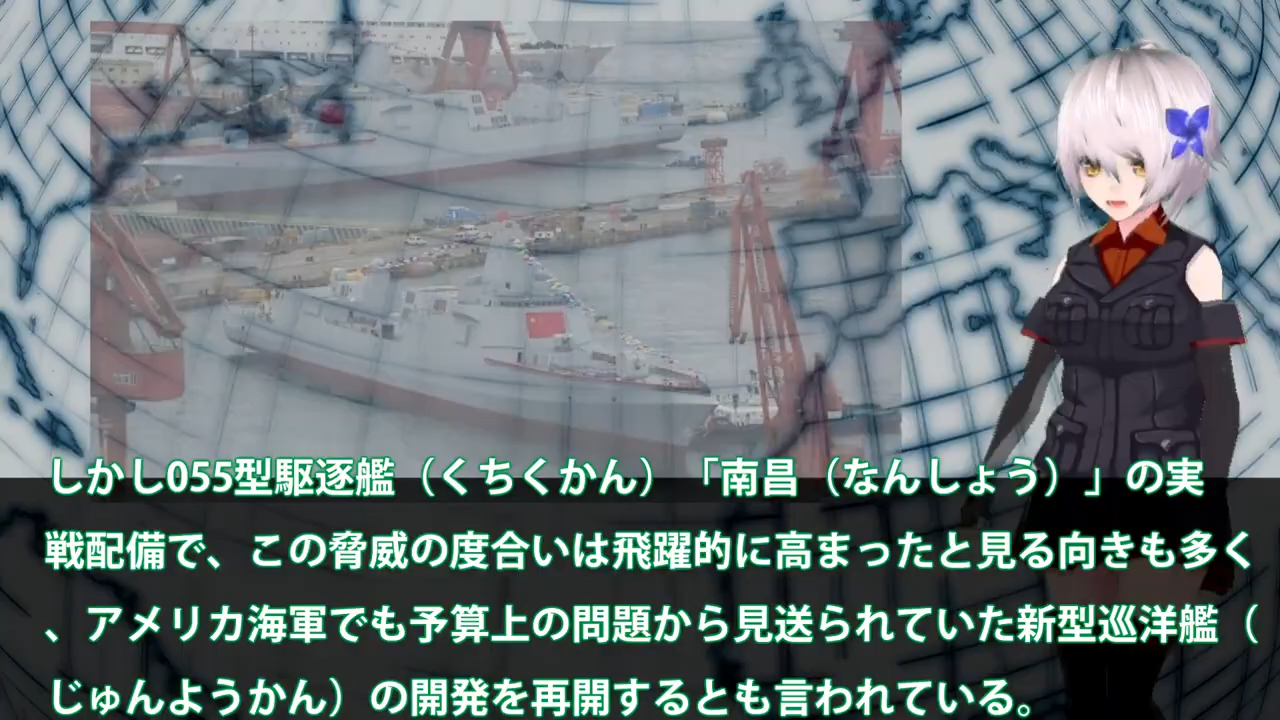 しかし055型駆逐艦（くちくかん）「南昌（なんしょう）」の実
戦配備で、この脅威の度合いは飛躍的に高まったと見る向きも多く
、アメリカ海軍でも予算上の問題から見送られていた新型巡洋艦（
じゅんようかん）の開発を再開するとも言われている。